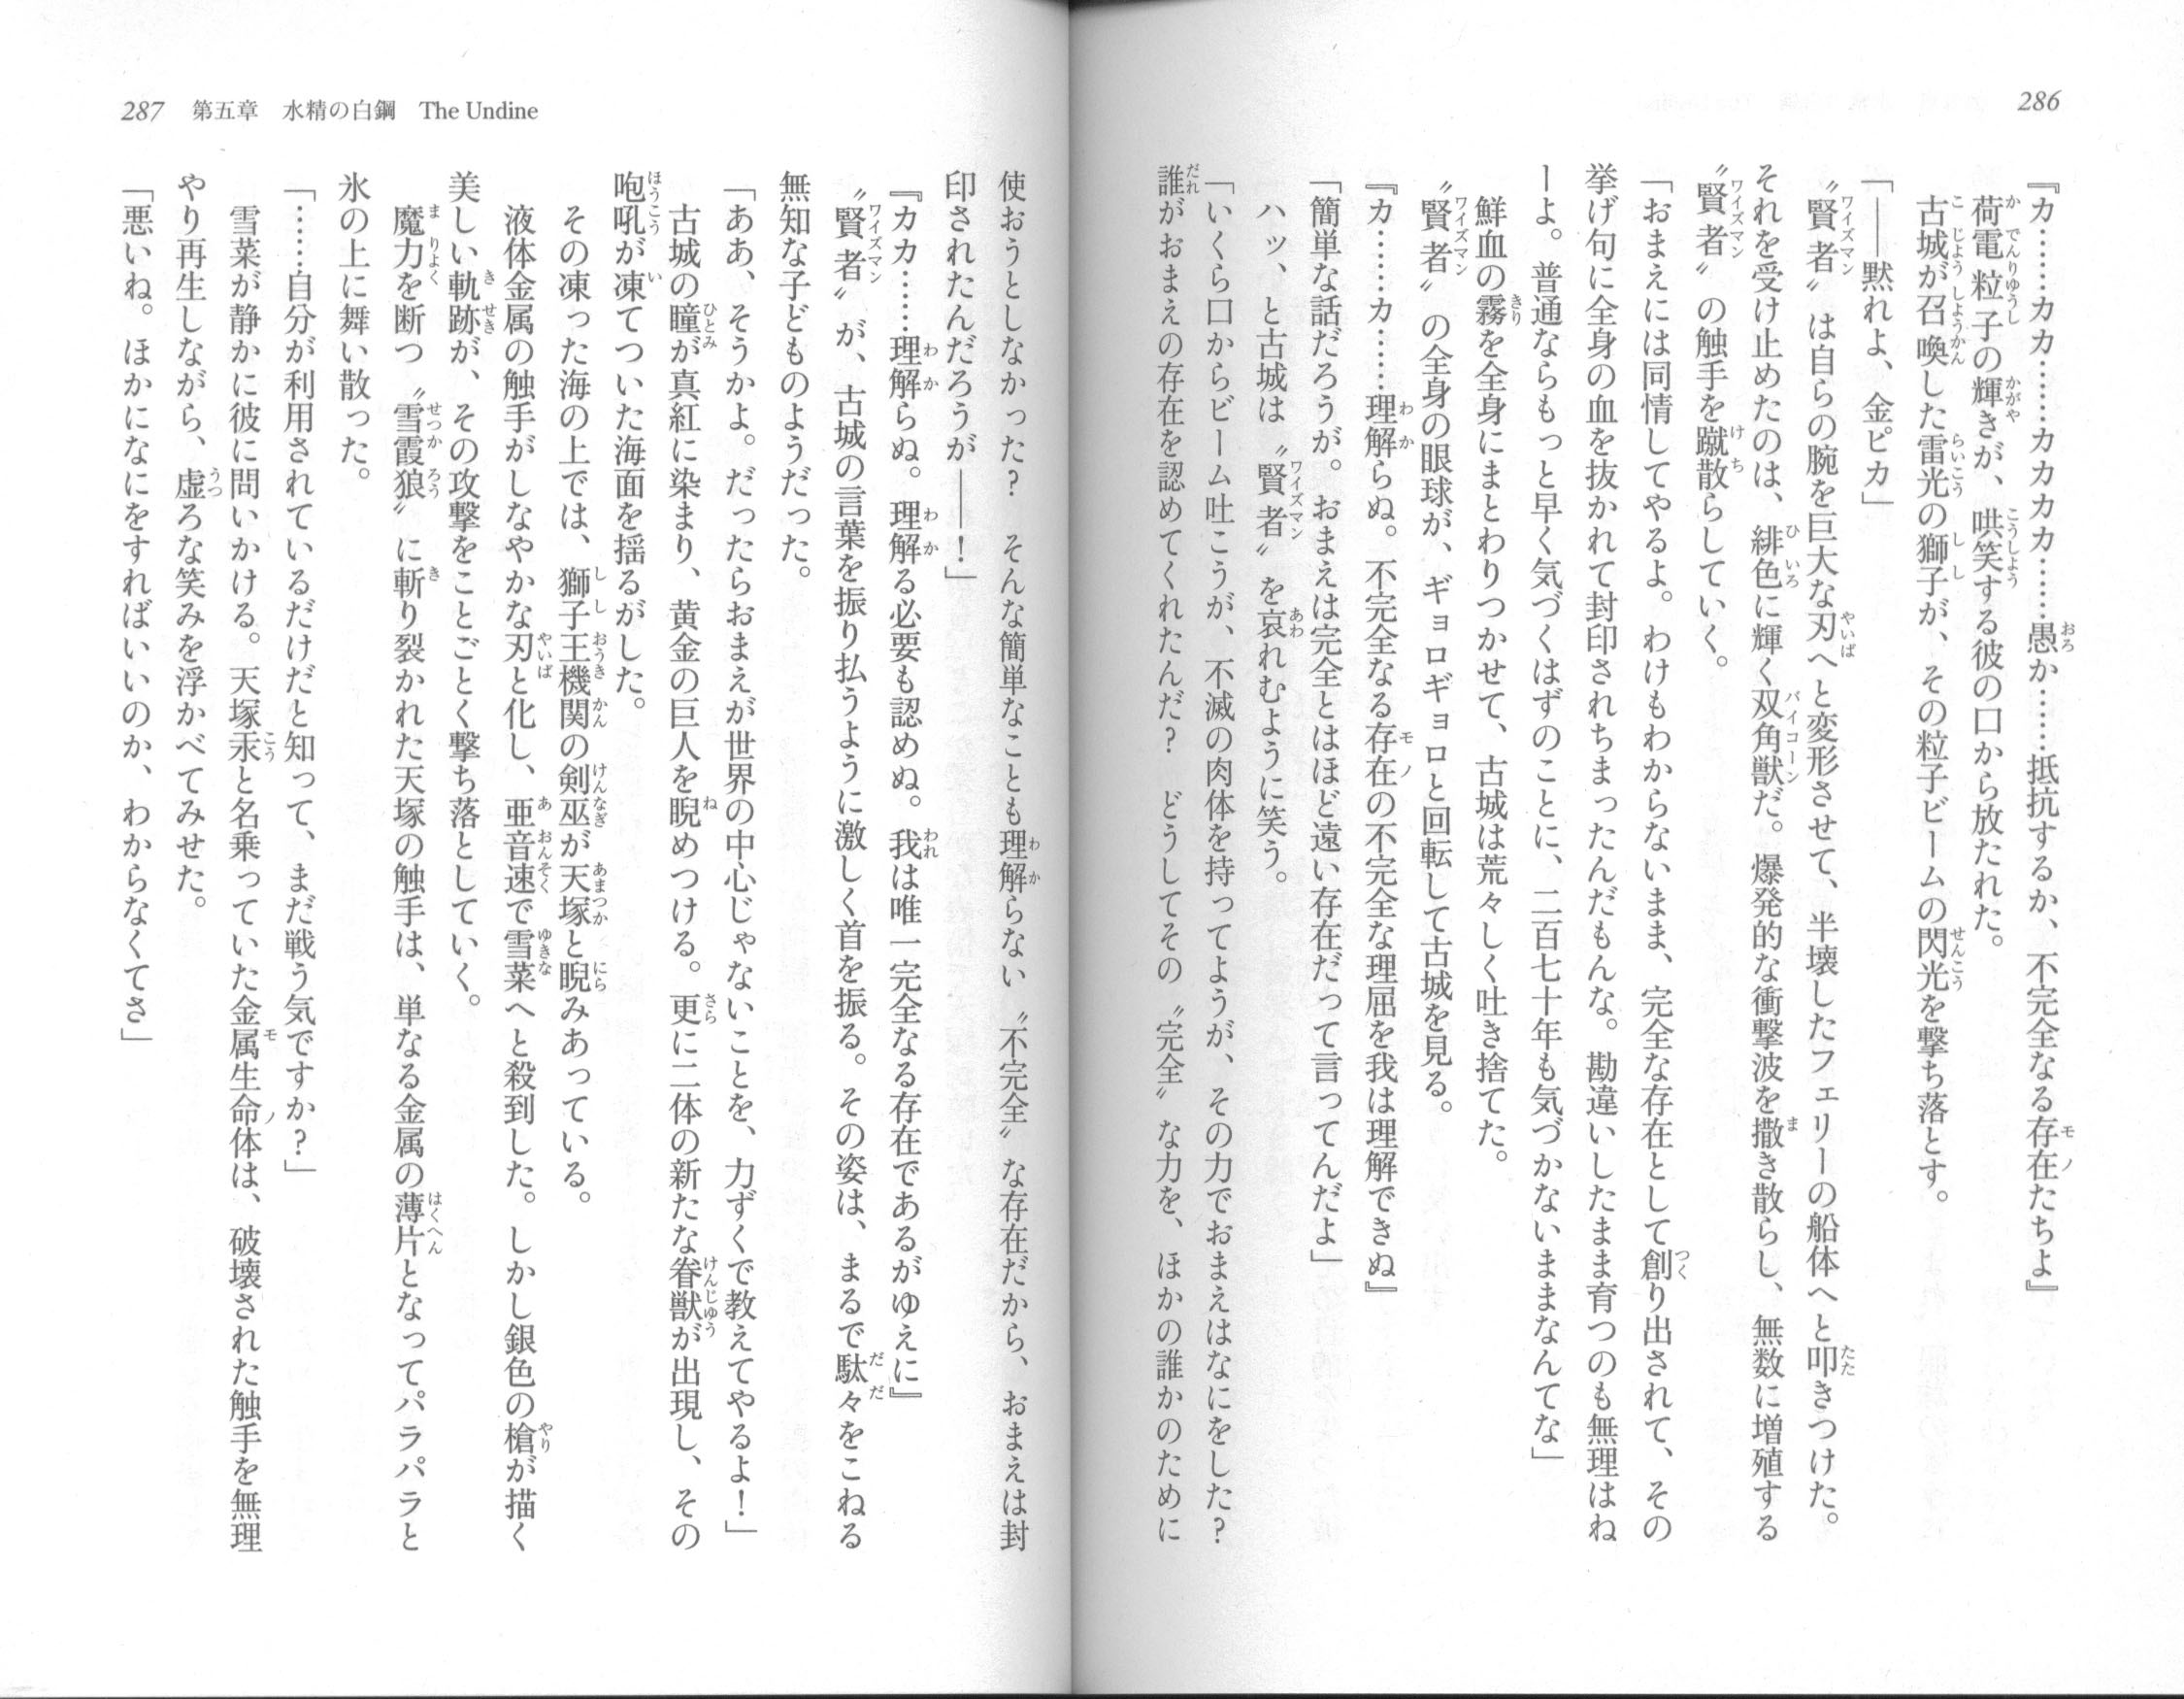 286
『カ……カカ……カカカカ……愚か……抵抗するか、不完全なる存在たちよ』
荷電粒子の輝きが、哄笑する彼の口から放たれた。
古城が召喚した雷光の獅子が、その粒子ビームの閃光を撃ち落とす。
「――黙れよ、金ピカ」
〝賢者〟は自らの腕を巨大な刃へと変形させて、半壊したフェリーの船体へと叩きつけた。
それを受け止めたのは、緋色に輝く双角獣だ。爆発的な衝撃波を撒き散らし、無数に増殖する
〝賢者〟の触手を蹴散らしていく。
「おまえには同情してやるよ。わけもわからないまま、完全な存在として創り出されて、その
挙げ句に全身の血を抜かれて封印されちまったんだもんな。勘違いしたまま育つのも無理はね
ーよ。普通ならもっと早く気づくはずのことに、二百七十年も気づかないままなんてな」
鮮血の霧を全身にまとわりつかせて、古城は荒々しく吐き捨てた。
〝賢者〟の全身の眼球が、ギョロギョロと回転して古城を見る。
『カ……カ……理解らぬ。不完全なる存在の不完全な理屈を我は理解できぬ』
「簡単な話だろうが。おまえは完全とはほど遠い存在だって言ってんだよ」
ハッ、と古城は〝賢者〟を哀れむように笑う。
「いくら口からビーム吐こうが、不滅の肉体を持ってようが、その力でおまえはなにをした?
誰がおまえの存在を認めてくれたんだ? どうしてその〝完全〟な力を、ほかの誰かのために
287 第五章 水精の白鋼 The Undine
使おうとしなかった? そんな簡単なことも理解らない〝不完全〟な存在だから、おまえは封
印されたんだろうが――!」
『カカ……理解らぬ。理解る必要も認めぬ。我は唯一完全なる存在であるがゆえに』
〝賢者〟が、古城の言葉を振り払うように激しく首を振る。その姿は、まるで駄々をこねる
無知な子どものようだった。
「ああ、そうかよ。だったらおまえが世界の中心じゃないことを、力ずくで教えてやるよ!」
古城の瞳が真紅に染まり、黄金の巨人を睨めつける。更に二体の新たな眷獣が出現し、その
咆吼が凍てついた海面を揺るがした。
その凍った海の上では、獅子王機関の剣巫が天塚と睨みあっている。
液体金属の触手がしなやかな刃と化し、亜音速で雪菜へと殺到した。しかし銀色の槍が描く
美しい軌跡が、その攻撃をことごとく撃ち落としていく。
魔力を断つ〝雪霞狼〟に斬り裂かれた天塚の触手は、単なる金属の薄片となってパラパラと
氷の上に舞い散った。
「……自分が利用されているだけだと知って、まだ戦う気ですか?」
雪菜が静かに彼に問いかける。天塚汞と名乗っていた金属生命体は、破壊された触手を無理
やり再生しながら、虚ろな笑みを浮かべてみせた。
「悪いね。ほかになにをすればいいのか、わからなくてさ」